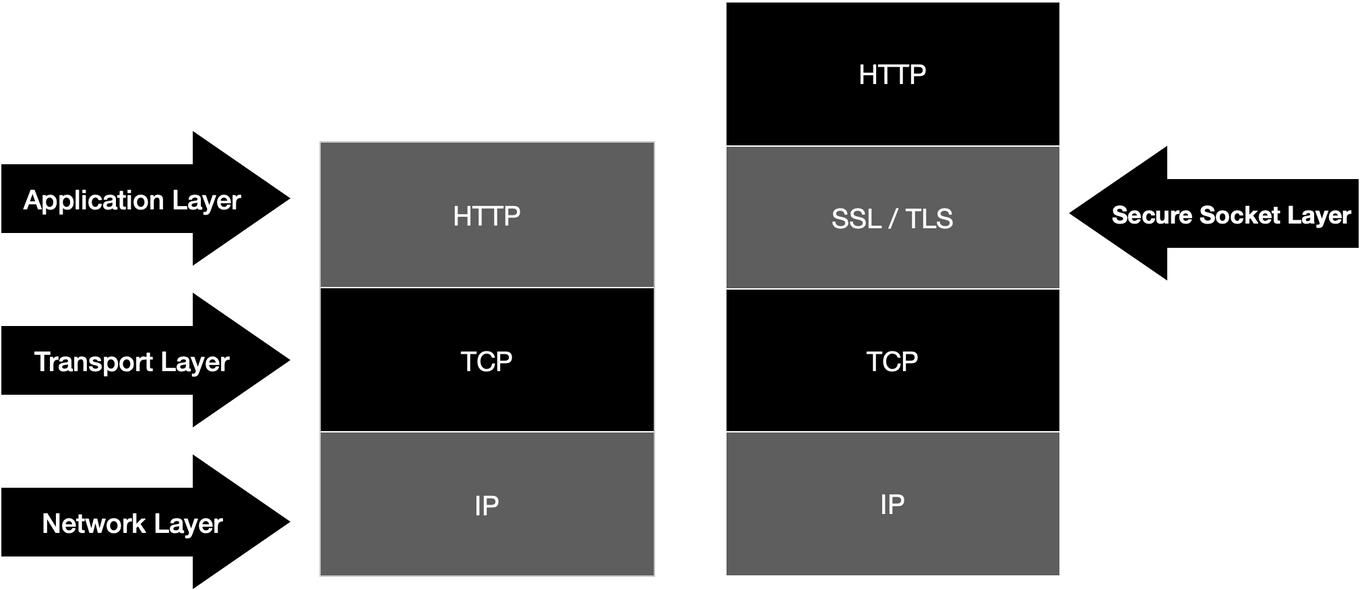 HTTP
Application Layer
HTTP
SSL / TLS
Secure Socket Layer
Transport Layer
TCP
TCP
Network Layer
IP
IP